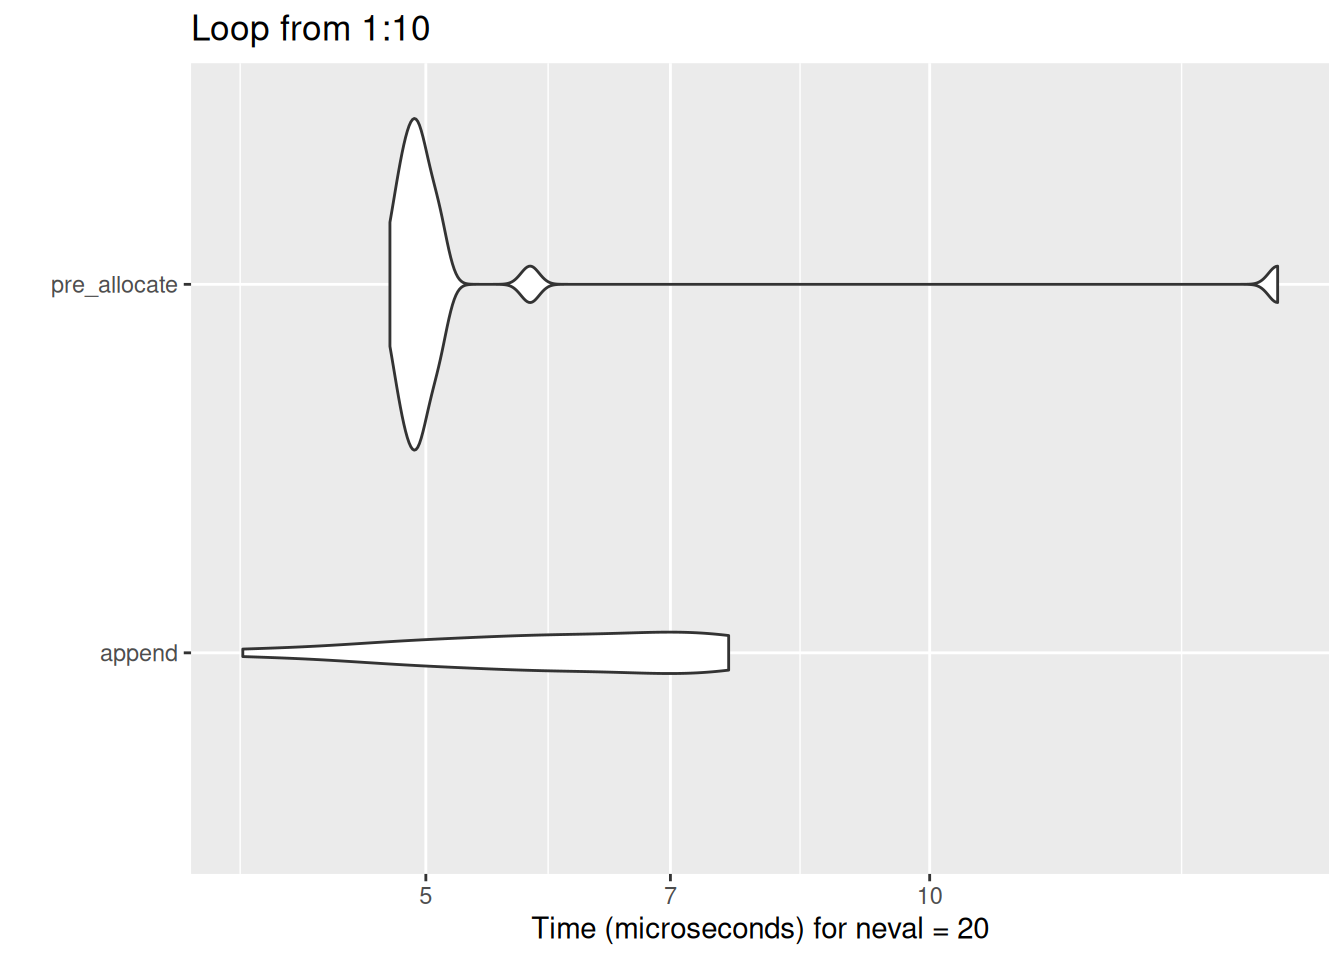 Loop from 1:10
pre_allocate
append
5
7
10
Time (microseconds) for neval = 20